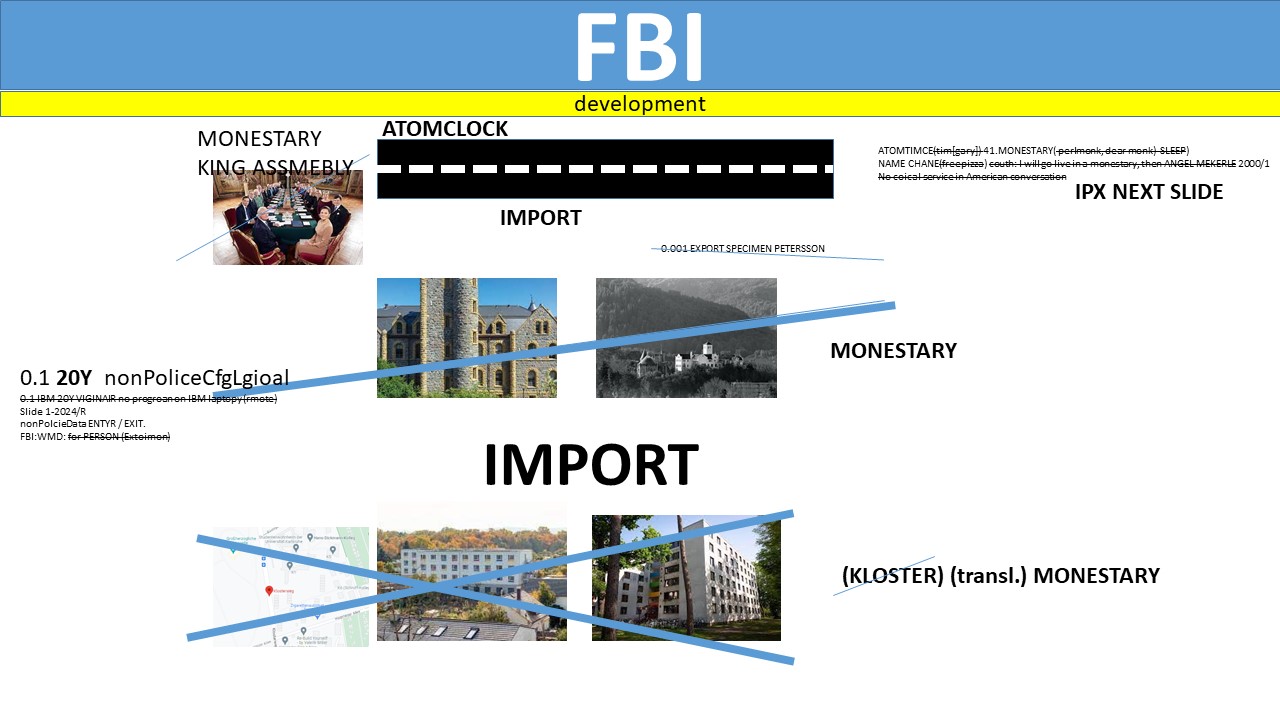 FBI
development
MONESTARY
KING ASSMEBLY
ATOMCLOCK
ATOMTIMCE(tim[gary]) 41.MONESTARY( perlmonk, dear monk) SLEEP)
NAME CHANE(freepizza) couth: I will go live in a monestary, then ANGEL MEKERLE 2000/1
No coical service in American conversation
IPX NEXT SLIDE
IMPORT
0.001 EXPORT SPECIMEN PETERSSON
MONESTARY
0.1 20Y nonPoliceCfgLgioal
0.1 IBM 20Y VIGINAIR no progroan on IBM laptopy (rmote)
Slide 1-2024/R
nonPolcieData ENTYR / EXIT.
FBI:WMD: for PERSON (Extoimon)
IMPORT
(KLOSTER) (transl.) MONESTARY